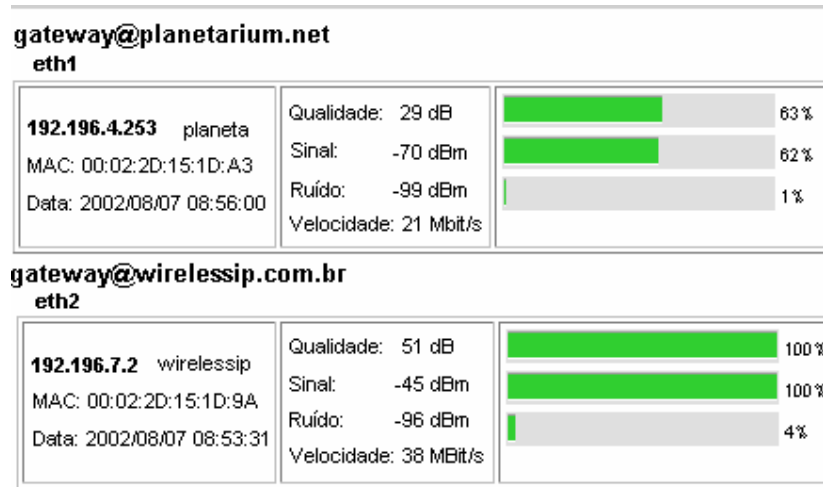 gateway@planetarium.net
eth1
192.196.4.253 planeta
MAC: 00:02:2D:15:1D:A3
Data: 2002/08/07 08:56:00
Qualidade: 29 dB
Sinal: -70 dBm
Ruído: -99 dBm
Velocidade: 21 Mbit/s
63%
62%
1%
gateway@wirelessip.com.br
eth2
192.196.7.2 wirelessip
MAC: 00:02:2D:15:1D:9A
Data: 2002/08/07 08:53:31
Qualidade: 51 dB
Sinal: -45 dBm
Ruído: -96 dBm
Velocidade: 38 MBit/s
100%
100%
4%